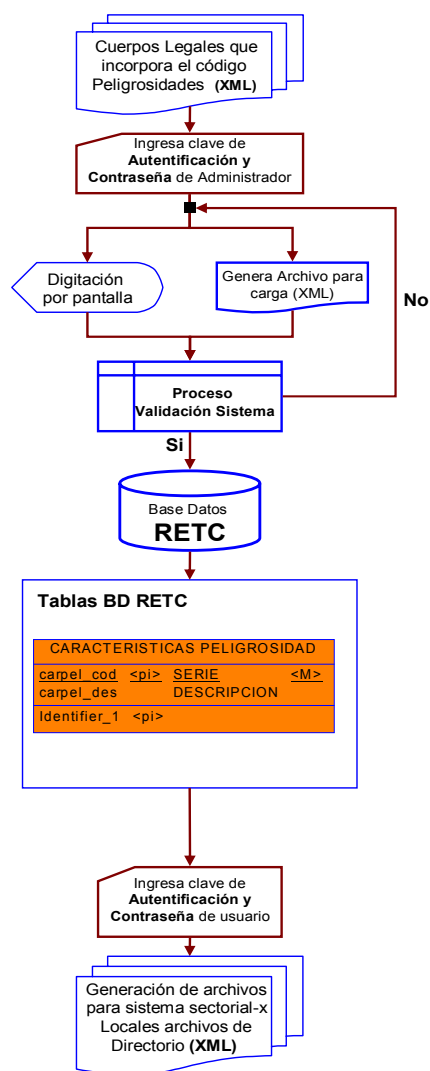 Cuerpos Legales que
incorpora el código
Peligrosidades (XML)
Ingresa clave de
Autentificación y
Contraseña de Administrador
Digitación
por pantalla
Genera Archivo para
carga (XML)
No
Proceso
Validación Sistema
Si
Base Datos
RETC
Tablas BD RETC
CARACTERISTICAS PELIGROSIDAD
carpel_cod <pi> SERIE <M>
carpel_des DESCRIPCION
Identifier_1 <pi>
Ingresa clave de
Autentificación y
Contraseña de usuario
Generación de archivos
para sistema sectorial-x
Locales archivos de
Directorio (XML)